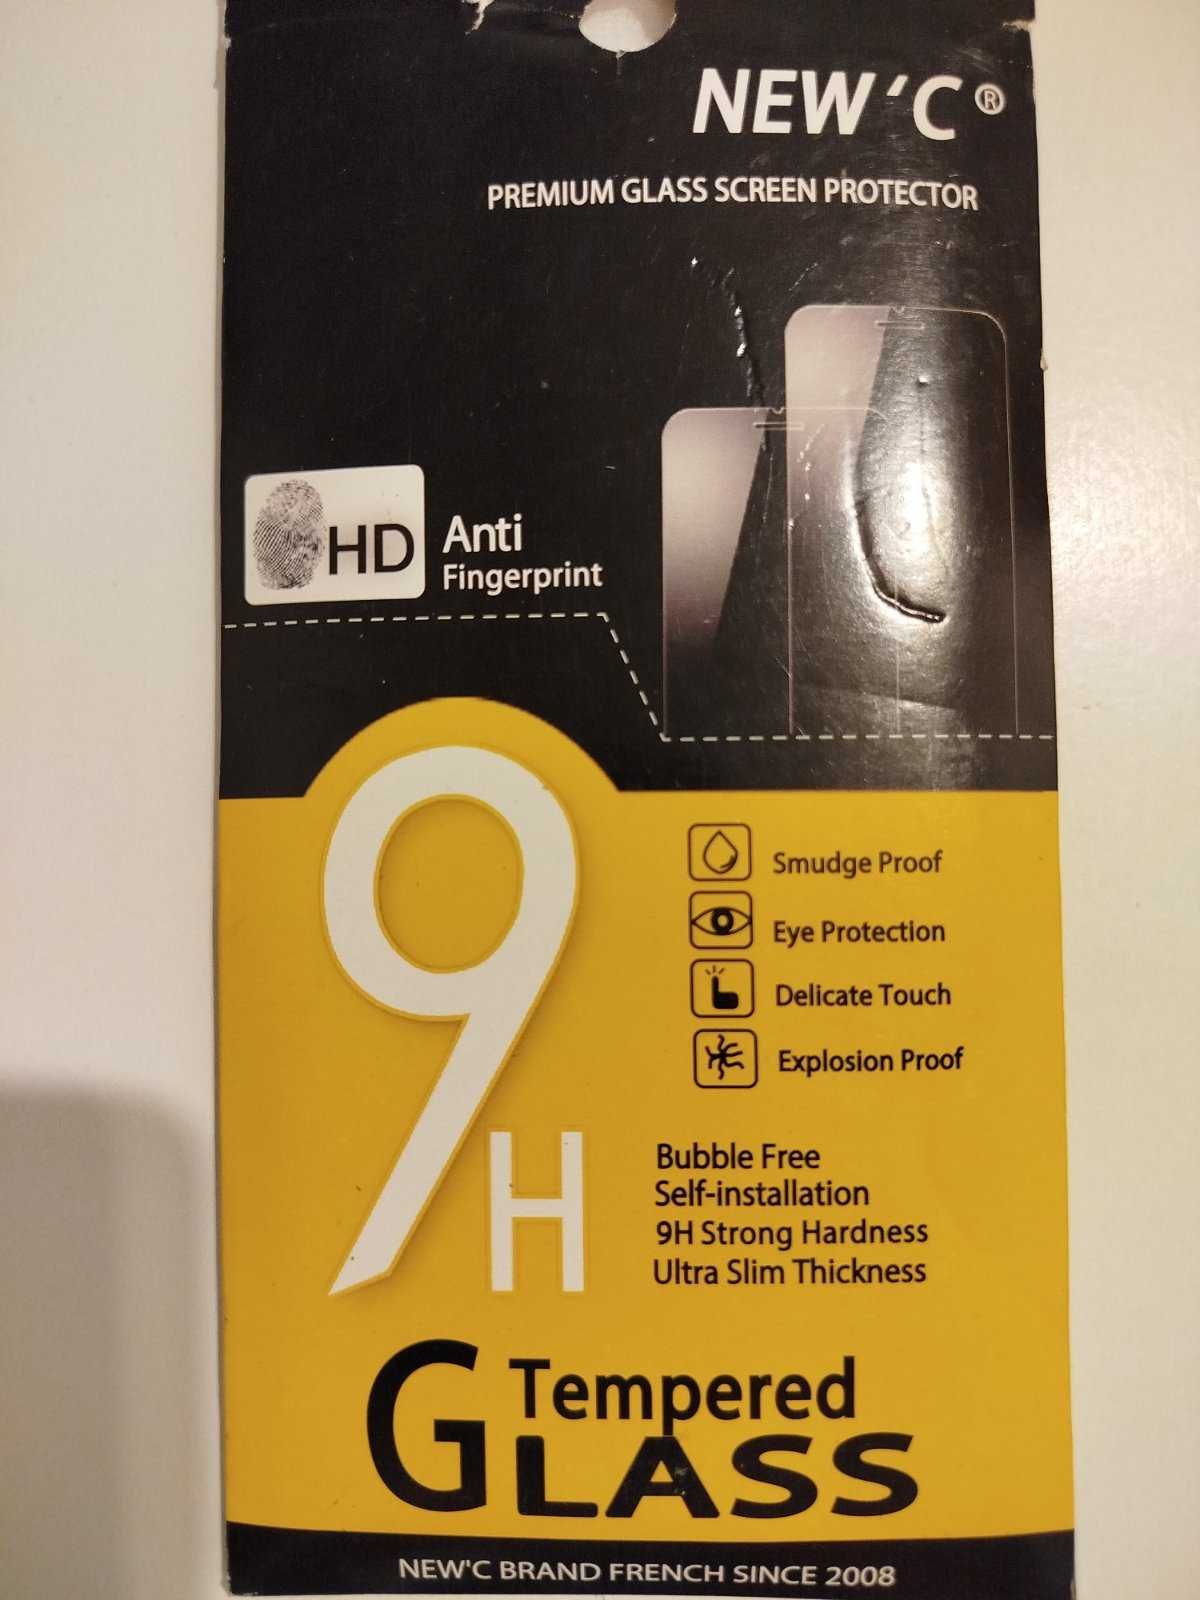 NEW 'C ®
PREMIUM GLASS SCREEN PROTECTOR
HD
Anti
Fingerprint
9H
Smudge Proof
Eye Protection
Delicate Touch
Explosion Proof
Bubble Free
Self-installation
9H Strong Hardness
Ultra Slim Thickness
Tempered
GLASS
NEW'C BRAND FRENCH SINCE 2008